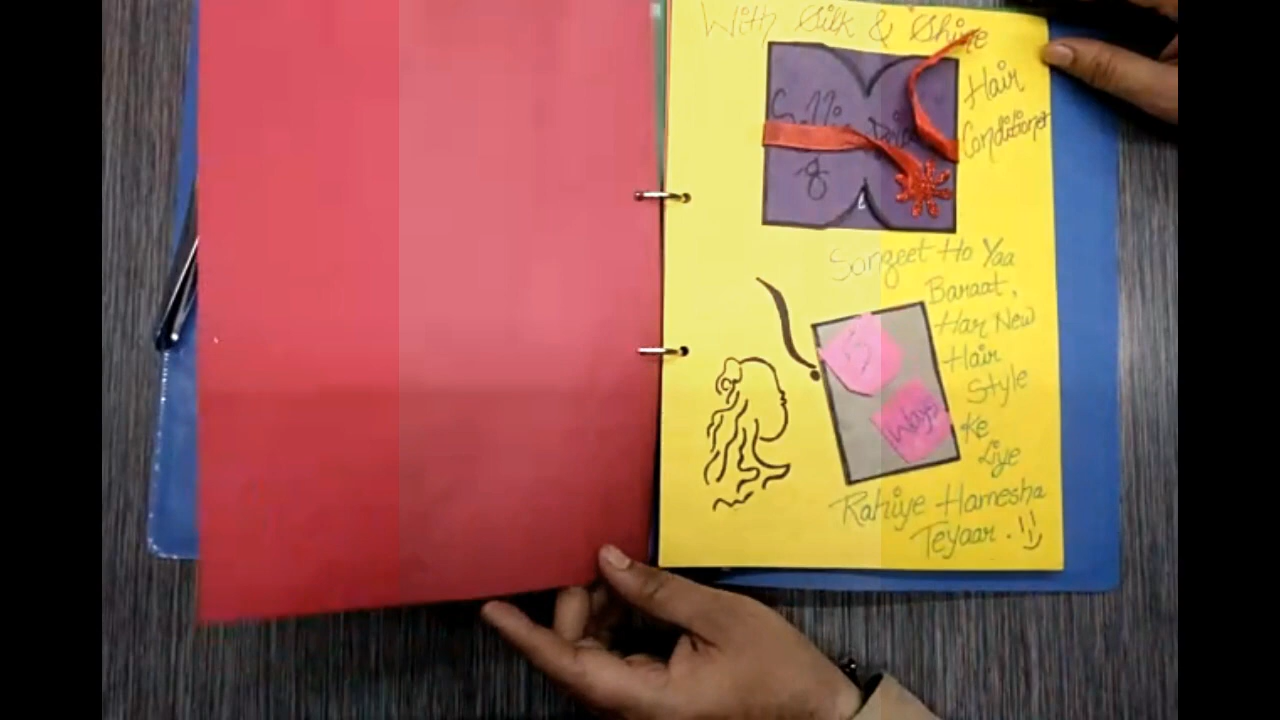 With Silk & Shine
Hair
Conditioner
&
Sangeet Ho Yaa
Baraat,
Har New
Hair
Style
Ke
Liye
Rahiye Hamesha
Teyaar . !!
3
Ways